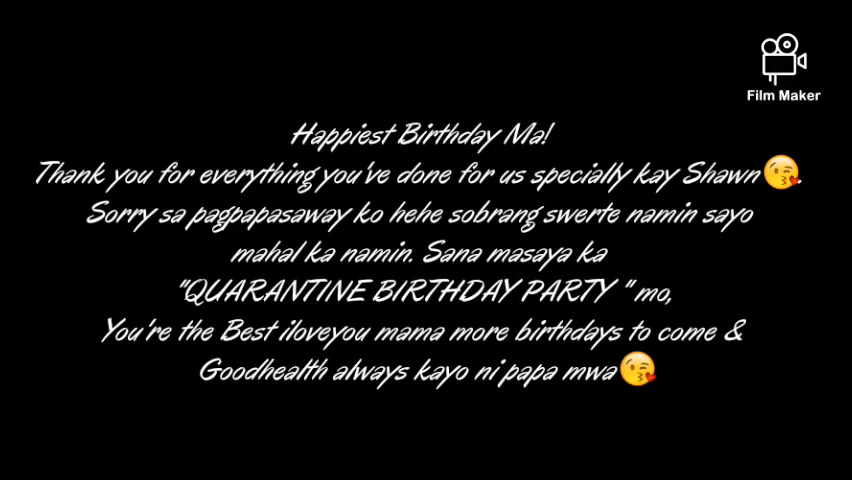 Film Maker
Happiest Birthday Ma!
Thank you for everything you've done for us specially kay Shawn😘.
Sorry sa pagpapasaway ko hehe sobrang swerte namin sayo
mahal ka namin. Sana masaya ka
"QUARANTINE BIRTHDAY PARTY " mo,
You're the Best iloveyou mama more birthdays to come &
Goodhealth always kayo ni papa mwa😘